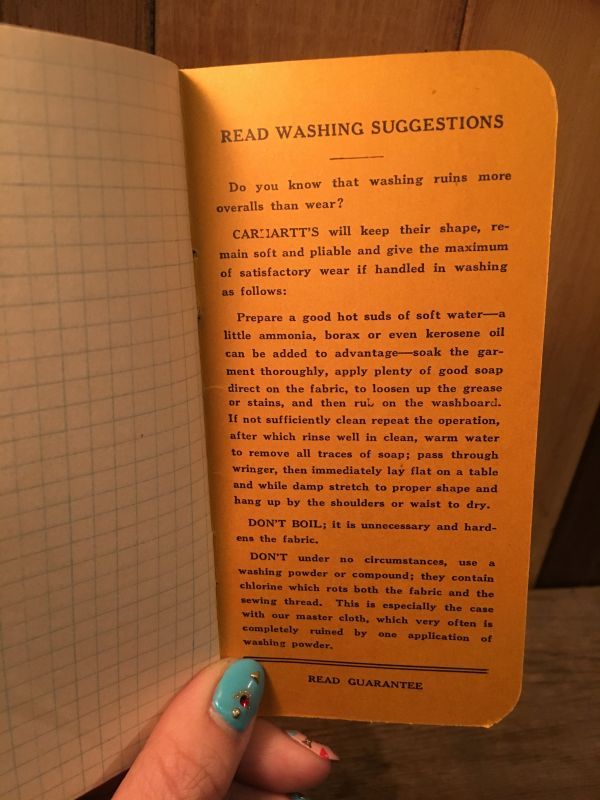 READ WASHING SUGGESTIONS
Do you know that washing ruins more
overalls than wear?
CARHARTT'S will keep their shape, re-
main soft and pliable and give the maximum
of satisfactory wear if handled in washing
as follows:
Prepare a good hot suds of soft water—a
little ammonia, borax or even kerosene oil
can be added to advantage—soak the gar-
ment thoroughly, apply plenty of good soap
direct on the fabric, to loosen up the grease
or stains, and then rub on the washboard.
If not sufficiently clean repeat the operation,
after which rinse well in clean, warm water
to remove all traces of soap; pass through
wringer, then immediately lay flat on a table
and while damp stretch to proper shape and
hang up by the shoulders or waist to dry.
DON'T BOIL; it is unnecessary and hard-
ens the fabric.
DON'T under no circumstances, use a
washing powder or compound; they contain
chlorine which rots both the fabric and the
sewing thread. This is especially the case
with our master cloth, which very often is
completely ruined by one application of
washing powder.
READ GUARANTEE